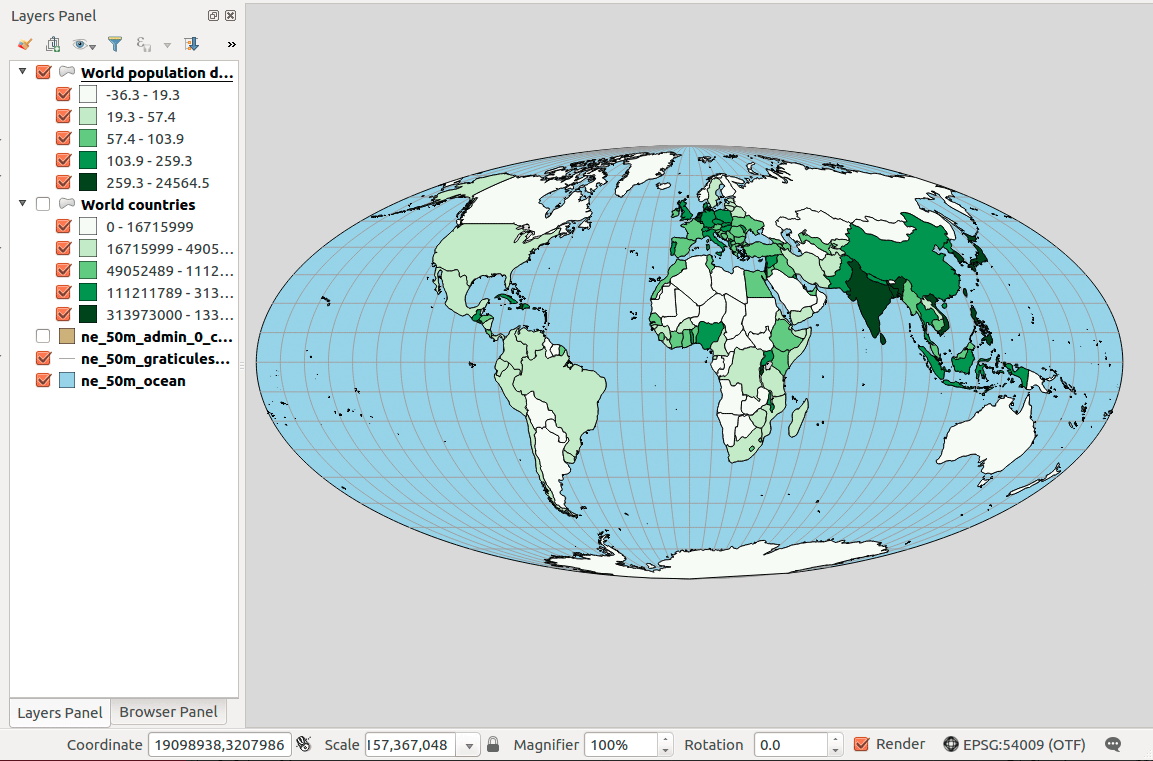 Layers Panel
»
World population d...
-36.3 - 19.3
19.3 - 57.4
57.4 - 103.9
103.9 - 259.3
259.3 - 24564.5
World countries
0 - 16715999
16715999 - 4905...
49052489 - 1112...
111211789 - 313...
313973000 - 133...
ne_50m_admin_0_c...
ne_50m_graticules...
ne_50m_ocean
Layers Panel Browser Panel
Coordinate 19098938,3207986 Scale 157,367,048 Magnifier 100% Rotation 0.0 Render EPSG:54009 (OTF)